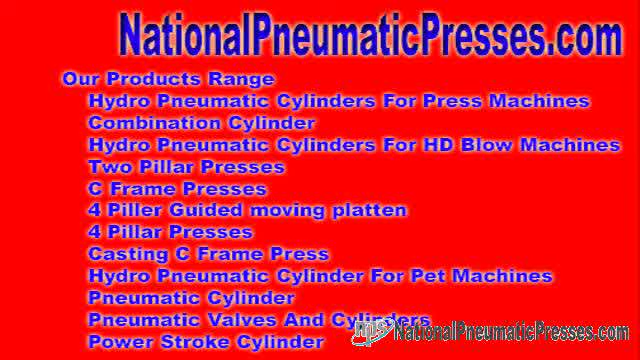 NationalPneumaticPresses.com
Our Products Range
Hydro Pneumatic Cylinders For Press Machines
Combination Cylinder
Hydro Pneumatic Cylinders For HD Blow Machines
Two Pillar Presses
C Frame Presses
4 Piller Guided moving platten
4 Pillar Presses
Casting C Frame Press
Hydro Pneumatic Cylinder For Pet Machines
Pneumatic Cylinder
Pneumatic Valves And Cylinders
NationalPneumaticPresses.com
Power Stroke Cylinder